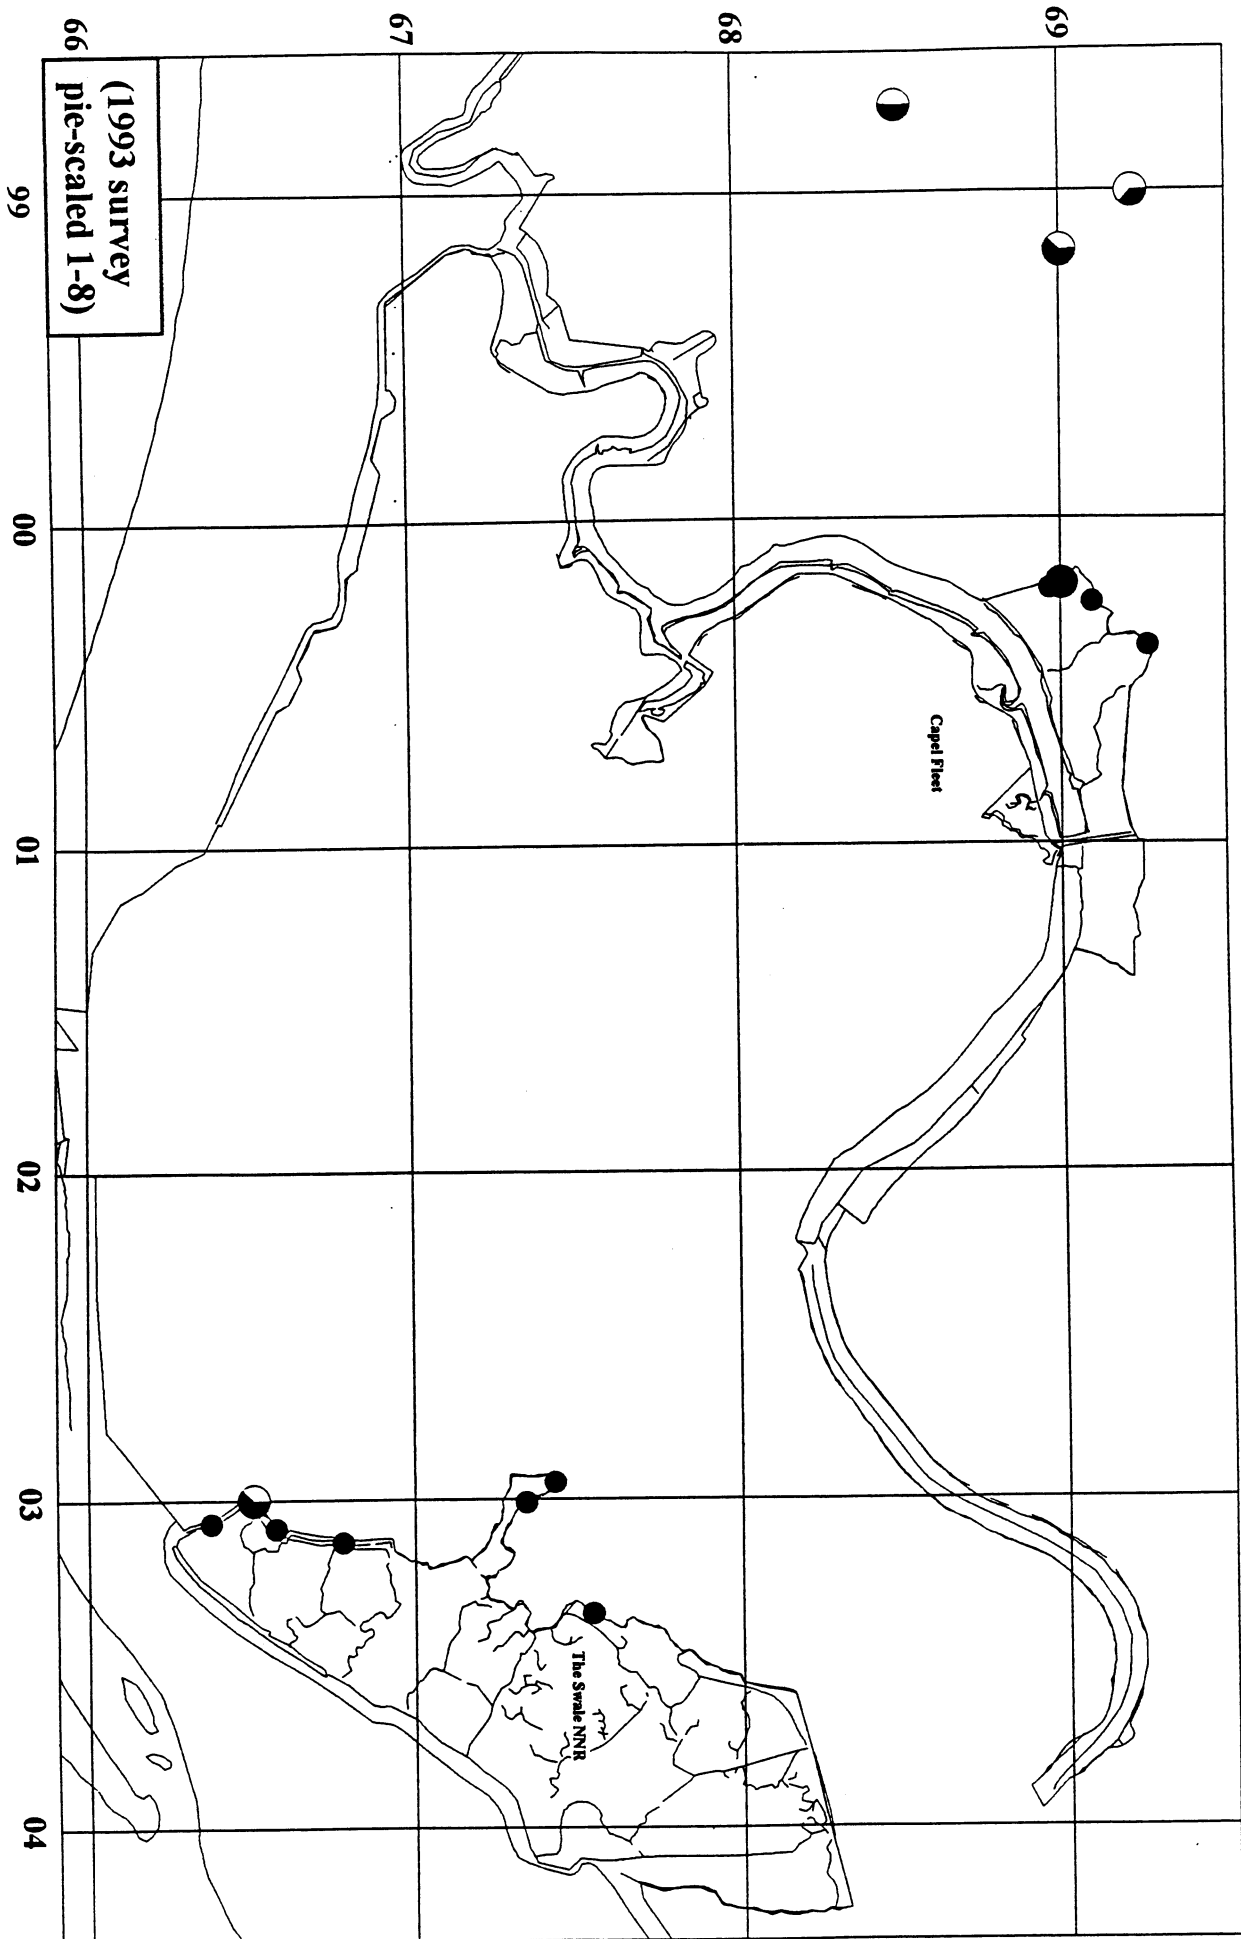 66
67
68
69
(1993 survey
pie-scaled 1-8)
99
00
01
02
03
04
Capel Fleet
The Swale NNR